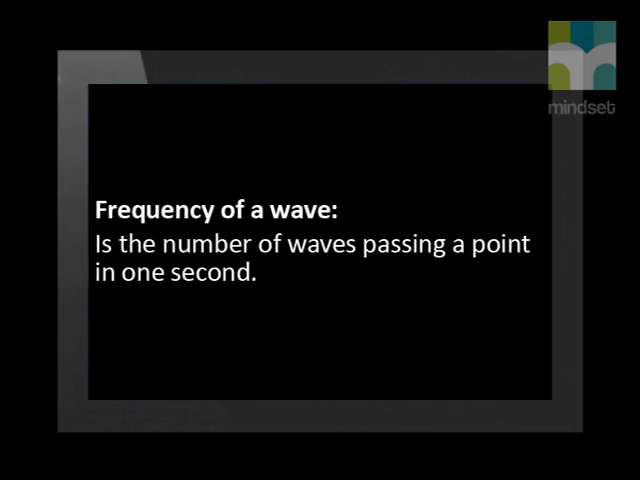 mindset
Frequency of a wave:
Is the number of waves passing a point
in one second.